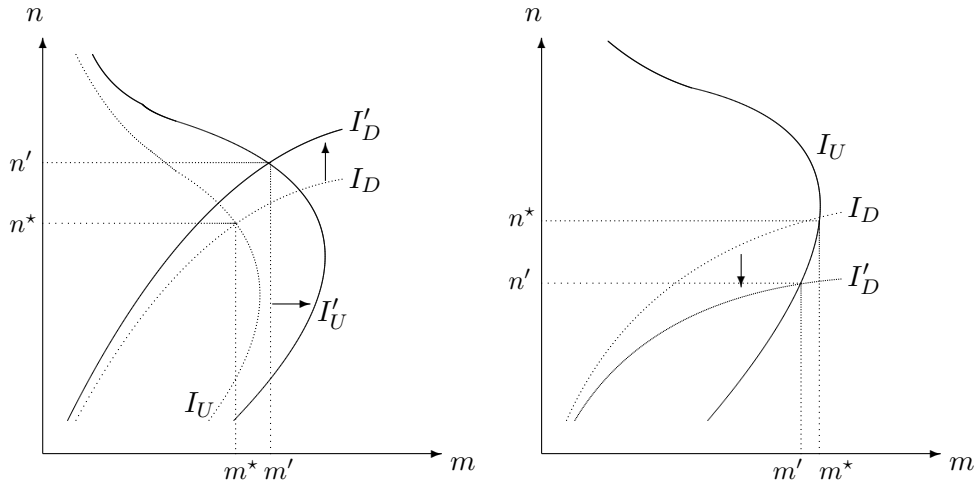 n
I'_D
n'
I_D
n*
I'_U
I_U
m* m'
m
n
I_U
n*
I_D
n'
I'_D
m' m*
m